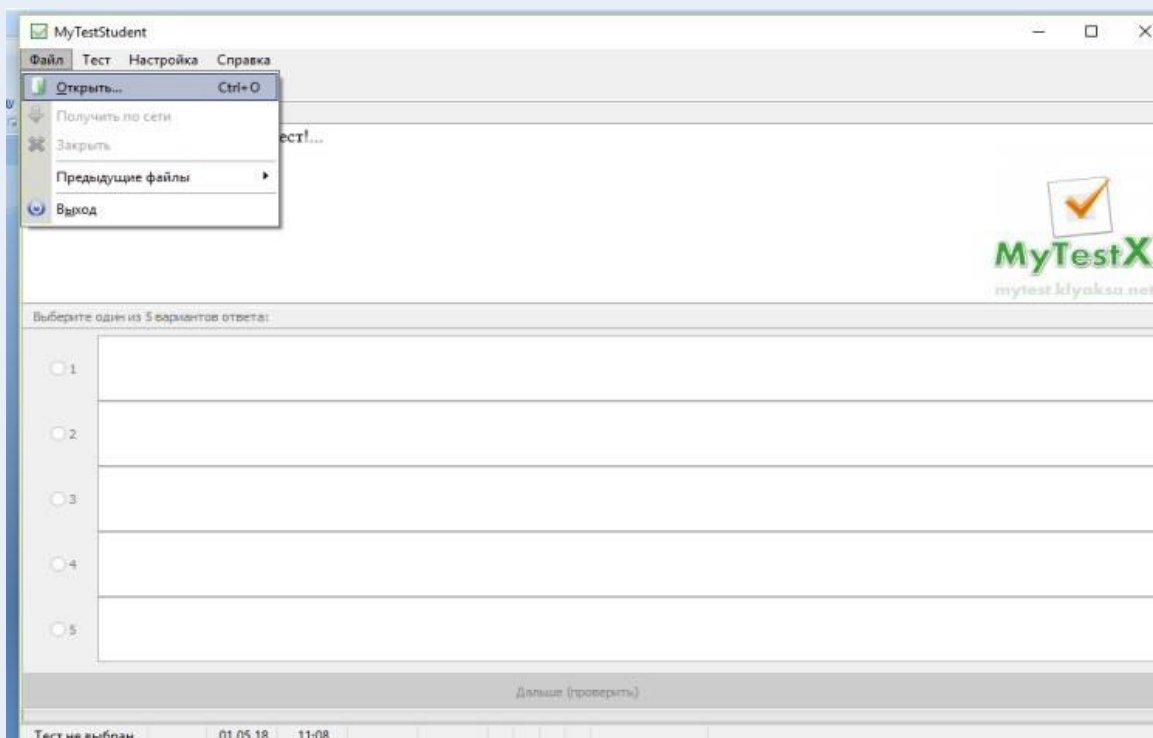 MyTestStudent
Файл Тест Настройка Справка
Открыть... Ctrl+O
Получить по сети
ест!...
Закрыть
Предыдущие файлы
Выход
MyTestX
mytest.klyaksa.net
Выберите один из 5 вариантов ответа:
1
2
3
4
5
Дальше (проверить)
Тест не выбран 01.05.18 11:08